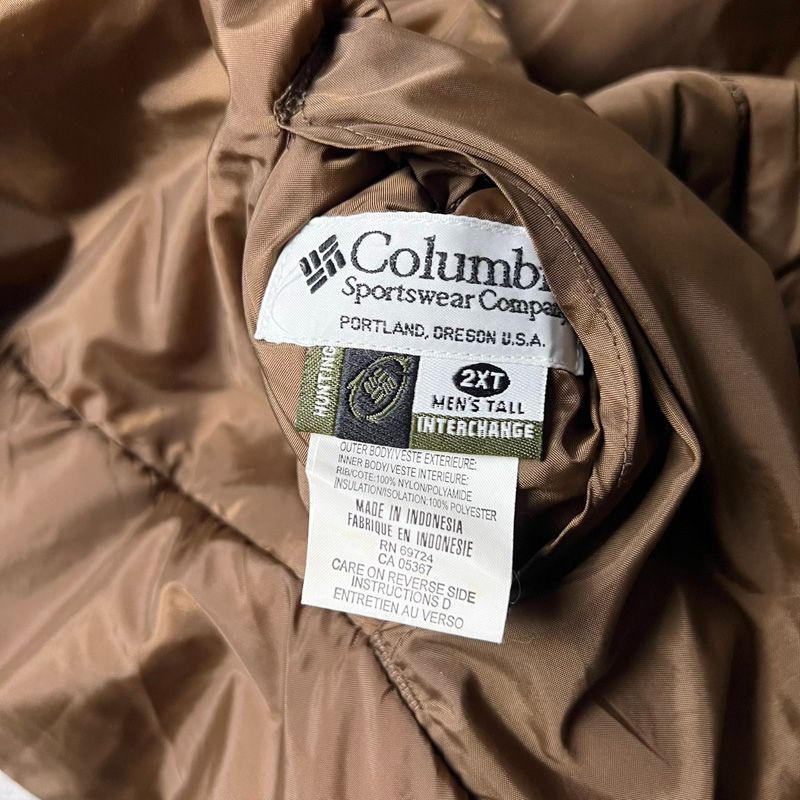 Columbi
Sportswear Company
PORTLAND, OREGON U.S.A.
HUNTING
2XT
MEN'S TALL
INTERCHANGE
OUTER BODY/VESTE EXTERIEURE:
INNER BODY/VESTE INTERIEURE:
RIB/COTE:100% NYLON/POLYAMIDE
INSULATION/ISOLATION:100% POLYESTER
MADE IN INDONESIA
FABRIQUE EN INDONESIE
RN 69724
CA 05367
CARE ON REVERSE SIDE
INSTRUCTIONS D
ENTRETIEN AU VERSO